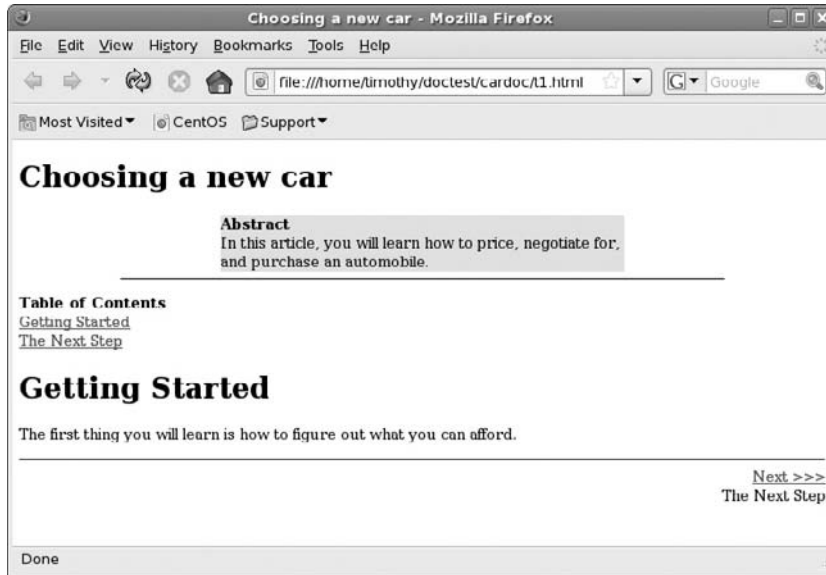 Choosing a new car - Mozilla Firefox
File Edit View History Bookmarks Tools Help
file:///home/timothy/doctest/cardoc/t1.html G Google
Most Visited CentOS Support
Choosing a new car
Abstract
In this article, you will learn how to price, negotiate for,
and purchase an automobile.
Table of Contents
Getting Started
The Next Step
Getting Started
The first thing you will learn is how to figure out what you can afford.
Next >>>
The Next Step
Done